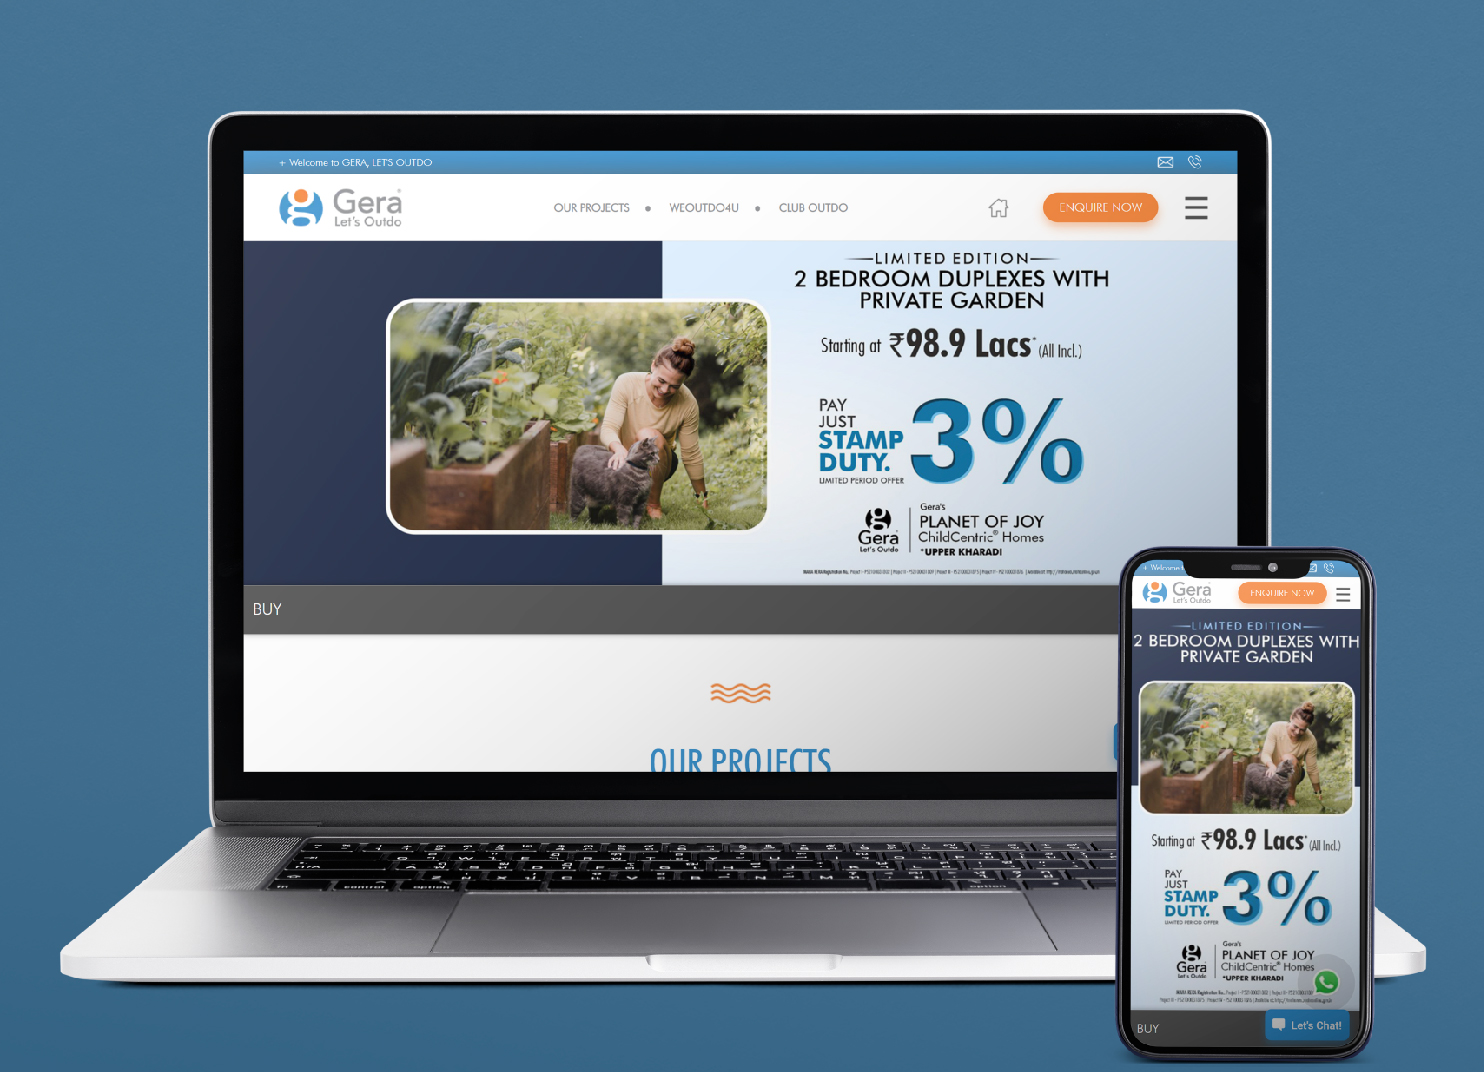 + Welcome to GERA, LET'S OUTDO
Gera
Let's Outdo
OUR PROJECTS • WEOUTDO4U • CLUB OUTDO
ENQUIRE NOW
LIMITED EDITION
2 BEDROOM DUPLEXES WITH
PRIVATE GARDEN
Starting at ₹98.9 Lacs* (All Incl.)
PAY
JUST
STAMP
DUTY.
LIMITED PERIOD OFFER
3%
Gera
Let's Outdo
Gera's
PLANET OF JOY
ChildCentric® Homes
*UPPER KHARADI
BUY
OUR PROJECTS
control
option
option
+ Welcome
Gera
Let's Outdo
ENQUIRE NOW
LIMITED EDITION
2 BEDROOM DUPLEXES WITH
PRIVATE GARDEN
Starting at ₹98.9 Lacs* (All Incl.)
PAY
JUST
STAMP
DUTY.
LIMITED PERIOD OFFER
3%
Gera
Let's Outdo
Gera's
PLANET OF JOY
ChildCentric® Homes
*UPPER KHARADI
BUY
Let's Chat!